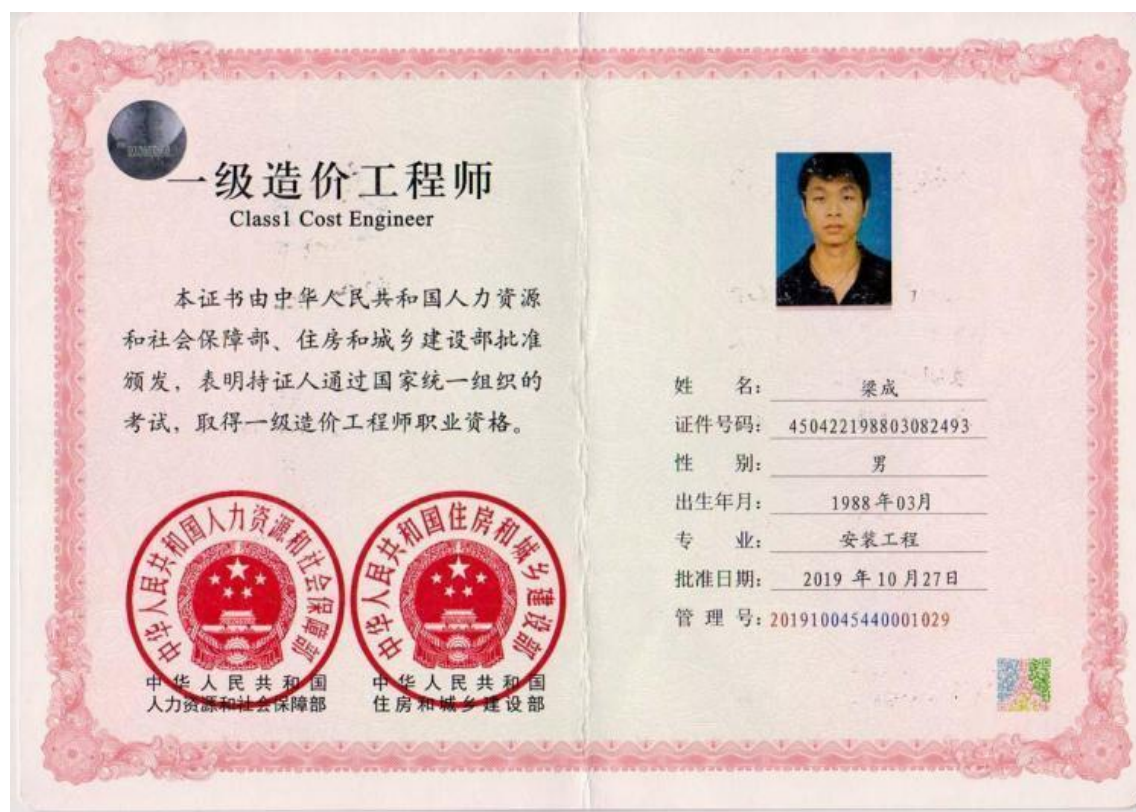 一级造价工程师
Class1 Cost Engineer
本证书由中华人民共和国人力资源
和社会保障部、住房和城乡建设部批准
颁发，表明持证人通过国家统一组织的
考试，取得一级造价工程师职业资格。
中华人民共和国人力资源和社会保障部
中华人民共和国住房和城乡建设部
中华人民共和国
人力资源和社会保障部
中华人民共和国
住房和城乡建设部
姓名：梁成
证件号码：450422198803082493
性别：男
出生年月：1988年03月
专业：安装工程
批准日期：2019 年 10 月27日
管理号：201910045440001029